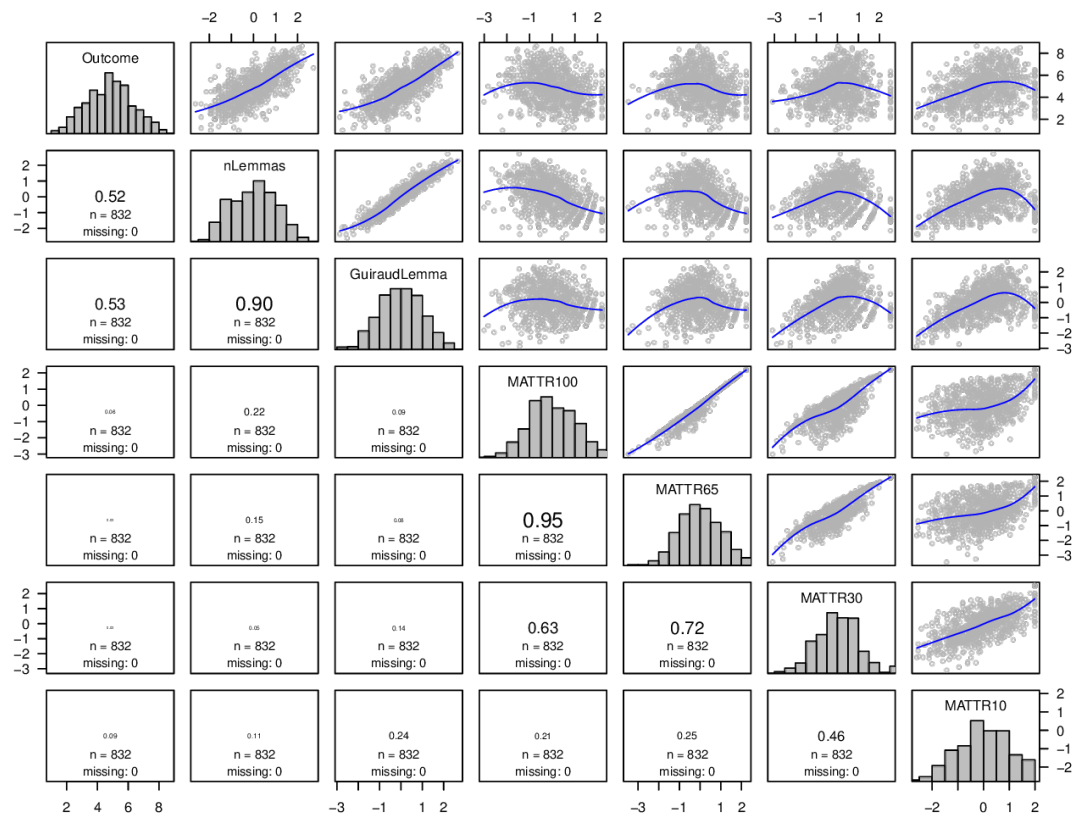 −2 0 1 2
−3 −1 1 2
−3 −1 1 2
Outcome
2 4 6 8
−2 −1 0 1 2
0.52
n = 832
missing: 0
nLemmas
0.53
n = 832
missing: 0
0.90
n = 832
missing: 0
GuiraudLemma
−3 −2 −1 0 1 2
−3 −2 −1 0 1 2
0.08
n = 832
missing: 0
0.22
n = 832
missing: 0
0.09
n = 832
missing: 0
MATTR100
n = 832
missing: 0
0.15
n = 832
missing: 0
0.08
n = 832
missing: 0
0.95
n = 832
missing: 0
MATTR65
−3 −2 −1 0 1 2
−3 −2 −1 0 1 2
n = 832
missing: 0
0.05
n = 832
missing: 0
0.14
n = 832
missing: 0
0.63
n = 832
missing: 0
0.72
n = 832
missing: 0
MATTR30
0.09
n = 832
missing: 0
0.11
n = 832
missing: 0
0.24
n = 832
missing: 0
0.21
n = 832
missing: 0
0.25
n = 832
missing: 0
0.46
n = 832
missing: 0
MATTR10
−2 −1 0 1 2
2 4 6 8
−3 −1 1 2
−3 −1 1 2
−2 0 1 2